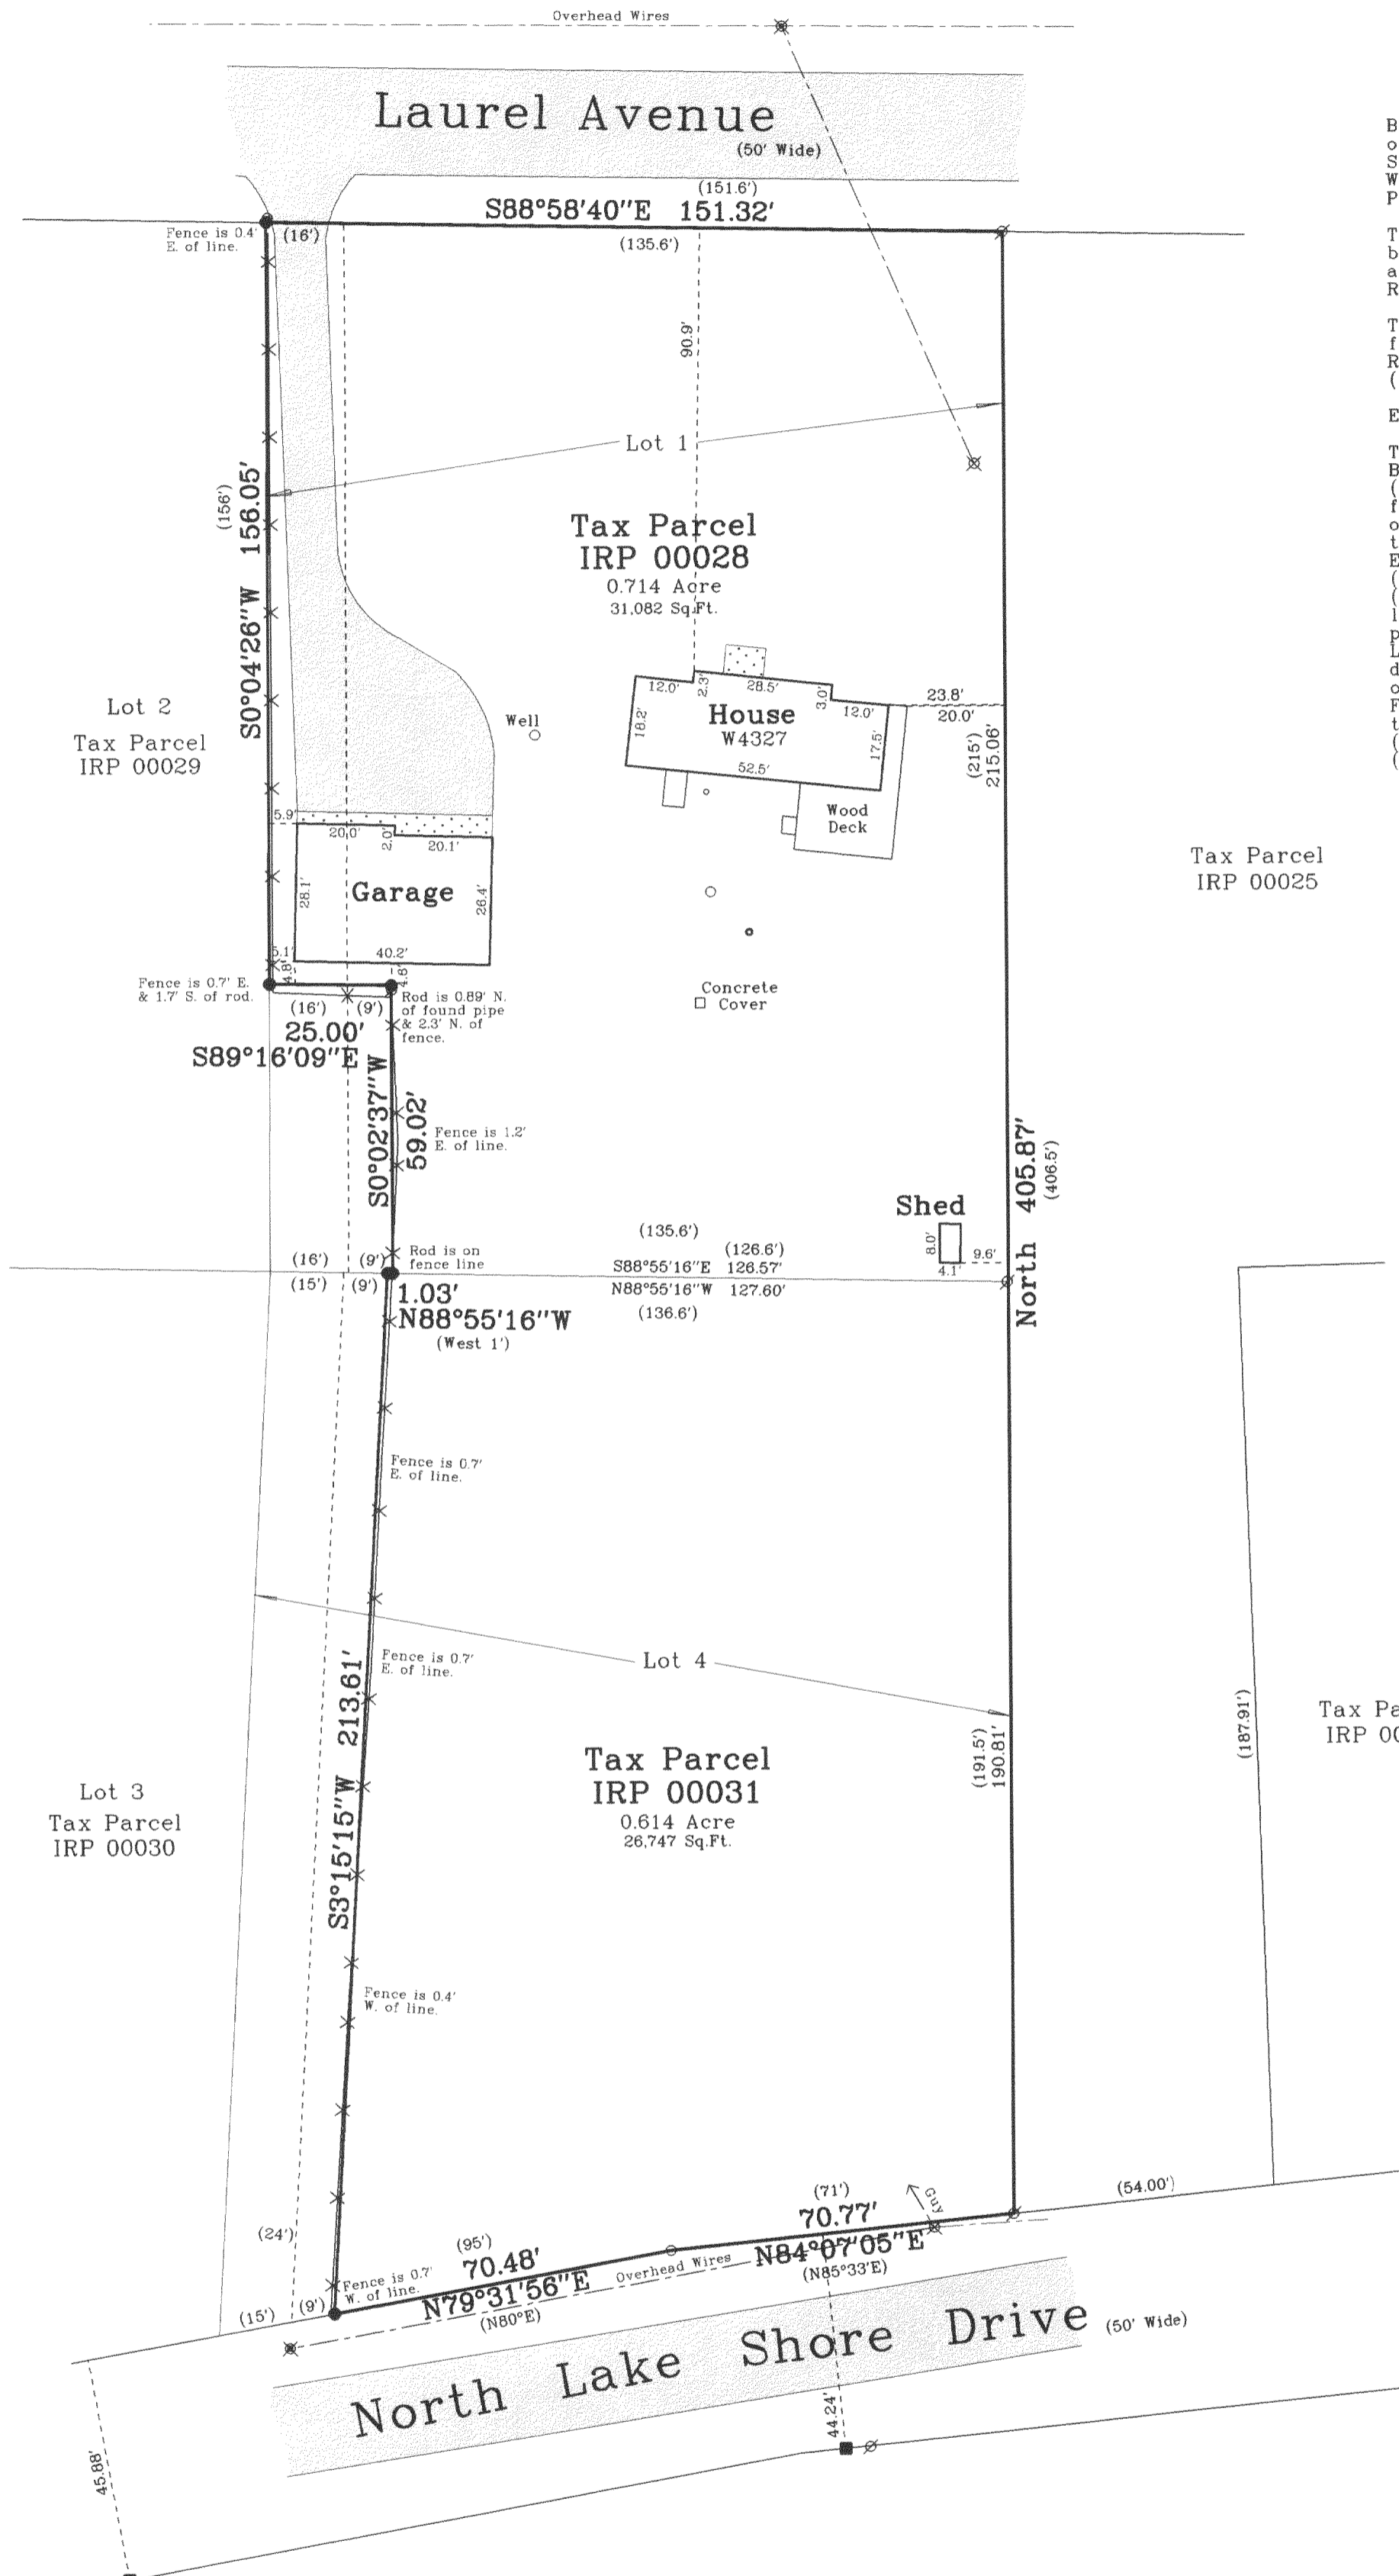 Overhead Wires
Laurel Avenue
(50' Wide)
(151.6')
S88°58'40"E 151.32'
Fence is 0.4'
E. of line.
(16')
(135.6')
90.9'
Lot 1
(156')
S0°04'26"W 156.05'
Tax Parcel
IRP 00028
0.714 Acre
31,082 Sq.Ft.
Lot 2
Tax Parcel
IRP 00029
Well
12.0'
2.3'
28.5'
3.0'
12.0'
18.2'
House
W4327
17.5'
52.5'
23.8'
20.0'
(215')
215.06'
Wood
Deck
5.9'
20.0'
2.0'
20.1'
28.1'
Garage
26.4'
5.1'
4.8'
40.2'
4.6'
Tax Parcel
IRP 00025
Fence is 0.7' E.
& 1.7' S. of rod.
(16')
(9')
25.00'
S89°16'09"E
Rod is 0.89' N.
of found pipe
& 2.3' N. of
fence.
Concrete
Cover
S0°02'37"W
59.02'
Fence is 1.2'
E. of line.
North 405.87'
(406.5')
Shed
8.0'
4.1'
9.6'
(16')
(9')
Rod is on
fence line
(135.6')
(126.6')
S88°55'16"E 126.57'
(15')
(9')
1.03'
N88°55'16"W
(West 1')
N88°55'16"W 127.60'
(136.6')
Fence is 0.7'
E. of line.
Fence is 0.7'
E. of line.
Lot 4
S3°15'15"W 213.61'
(191.5')
190.81'
(187.91')
Tax Parcel
IRP 00031
0.614 Acre
26,747 Sq.Ft.
Tax Pa
IRP 00
Lot 3
Tax Parcel
IRP 00030
Fence is 0.4'
W. of line.
(24')
(15')
(9')
Fence is 0.7'
W. of line.
(95')
70.48'
N79°31'56"E
(N80°E)
Overhead Wires
(71')
70.77'
N84°07'05"E
(N85°33'E)
Guy
(54.00')
North Lake Shore Drive
(50' Wide)
44.24'
45.88'
B
o
S
W
P
T
b
a
R
T
f
R
(
E
T
B
(
f
o
t
E
(
(
l
p
L
d
o
F
t
(
(